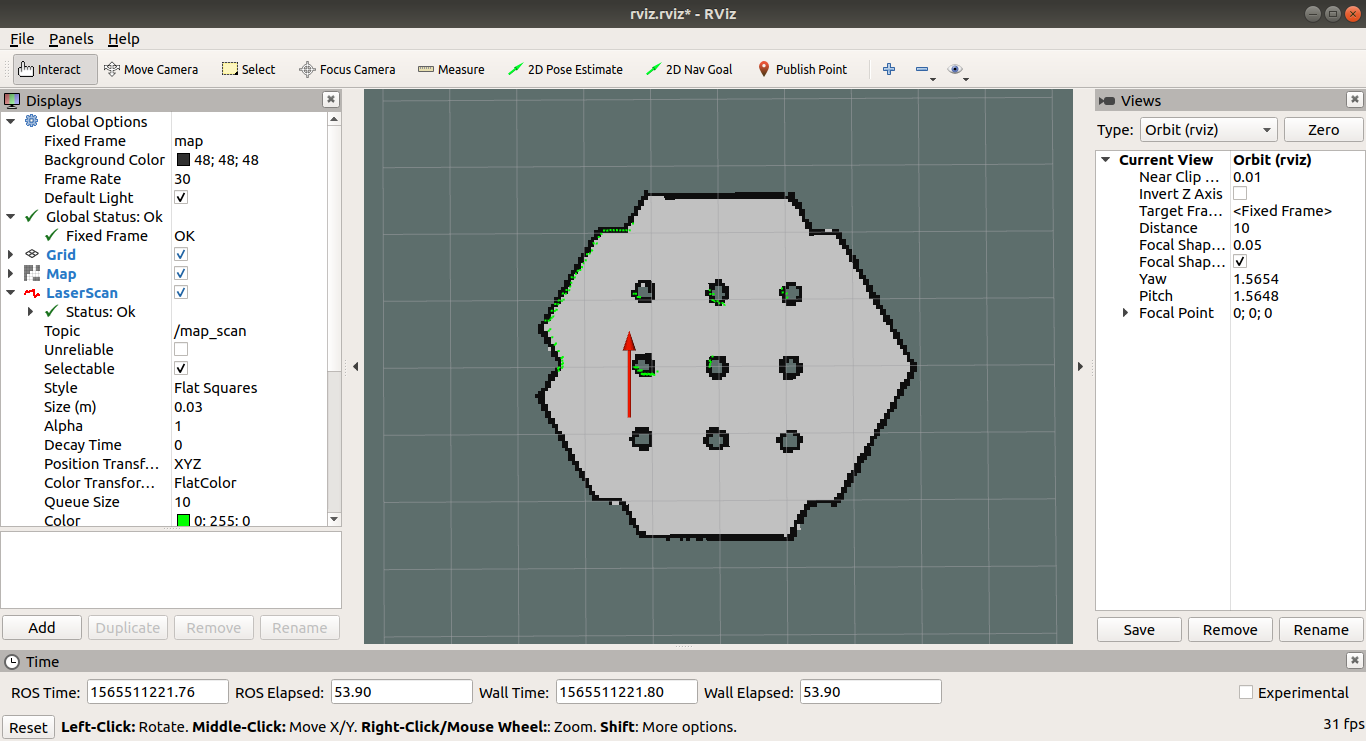 rviz.rviz* - RViz
File Panels Help
Interact Move Camera Select Focus Camera Measure 2D Pose Estimate 2D Nav Goal Publish Point
Displays
Global Options
Fixed Frame map
Background Color 48; 48; 48
Frame Rate 30
Default Light
Global Status: Ok
Fixed Frame OK
Grid
Map
LaserScan
Status: Ok
Topic /map_scan
Unreliable
Selectable
Style Flat Squares
Size (m) 0.03
Alpha 1
Decay Time 0
Position Transf... XYZ
Color Transfor... FlatColor
Queue Size 10
Color 0; 255; 0
Add Duplicate Remove Rename
Views
Type: Orbit (rviz) Zero
Current View Orbit (rviz)
Near Clip ... 0.01
Invert Z Axis
Target Fra... <Fixed Frame>
Distance 10
Focal Shap... 0.05
Focal Shap...
Yaw 1.5654
Pitch 1.5648
Focal Point 0; 0; 0
Save Remove Rename
Time
ROS Time: 1565511221.76 ROS Elapsed: 53.90 Wall Time: 1565511221.80 Wall Elapsed: 53.90 Experimental
Reset Left-Click: Rotate. Middle-Click: Move X/Y. Right-Click/Mouse Wheel:: Zoom. Shift: More options. 31 fps